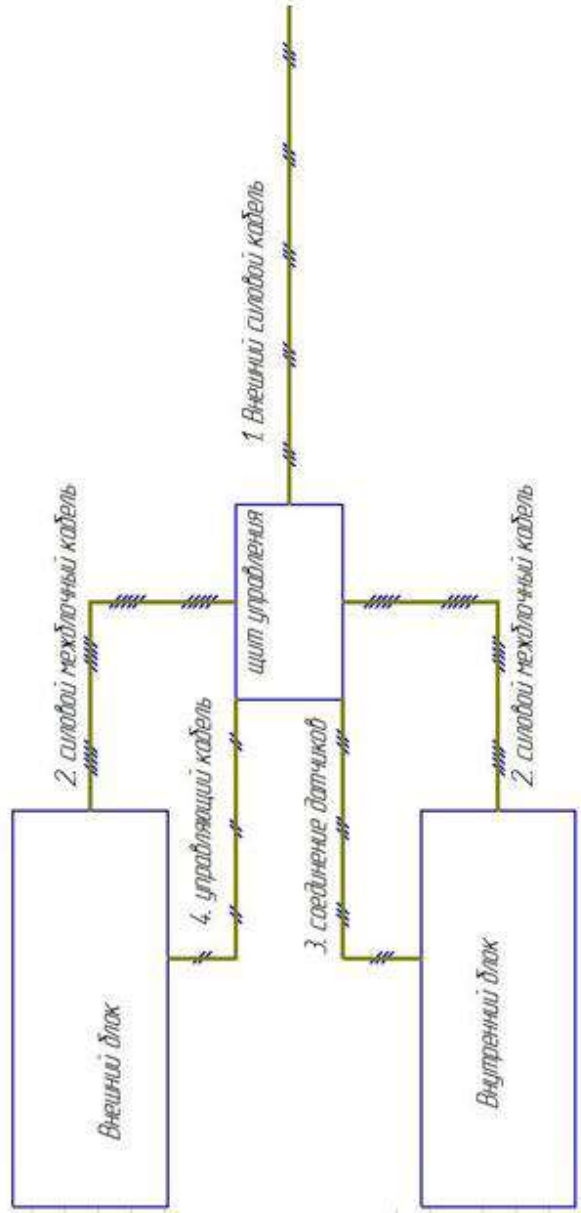 Внешний блок
2. силовой межблочный кабель
4. управляющий кабель
щит управления
1. Внешний силовой кабель
3. соединение датчиков
Внутренний блок
2. силовой межблочный кабель